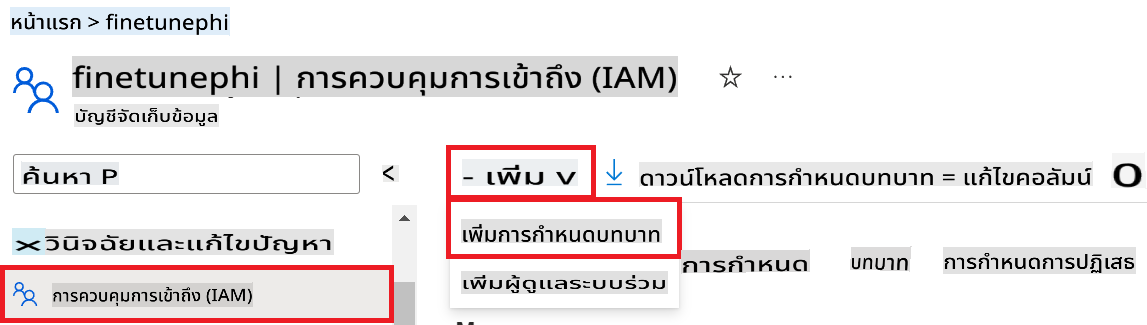 หน้าแรก > finetunephi
finetunephi | การควบคุมการเข้าถึง (IAM)
บัญชีจัดเก็บข้อมูล
ค้นหา P
<
- เพิ่ม v
ดาวน์โหลดการกำหนดบทบาท = แก้ไขคอลัมน์
O
วินิจฉัยและแก้ไขปัญหา
เพิ่มการกำหนดบทบาท
การกำหนด
บทบาท
การกำหนดการปฏิเสธ
การควบคุมการเข้าถึง (IAM)
เพิ่มผู้ดูแลระบบร่วม